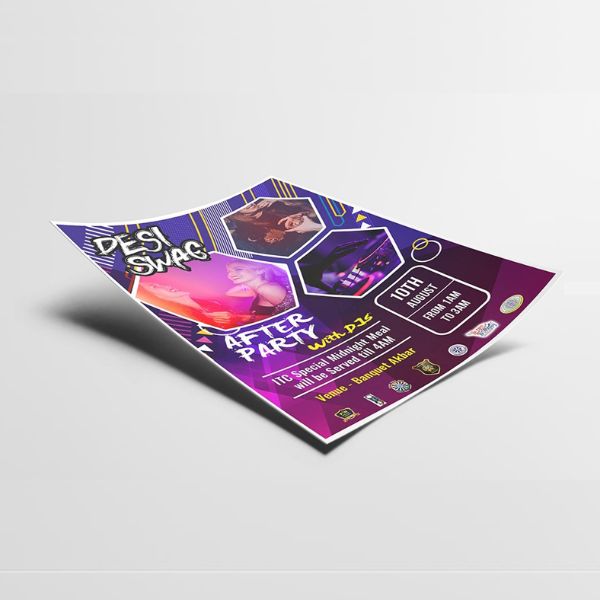 DESI
SWAG
AFTER
PARTY
With DJs
ITC Special Midnight Meal
will be Served till 4AM
Venue - Banquet Akbar
10TH
AUGUST
FROM 1AM
TO 3AM